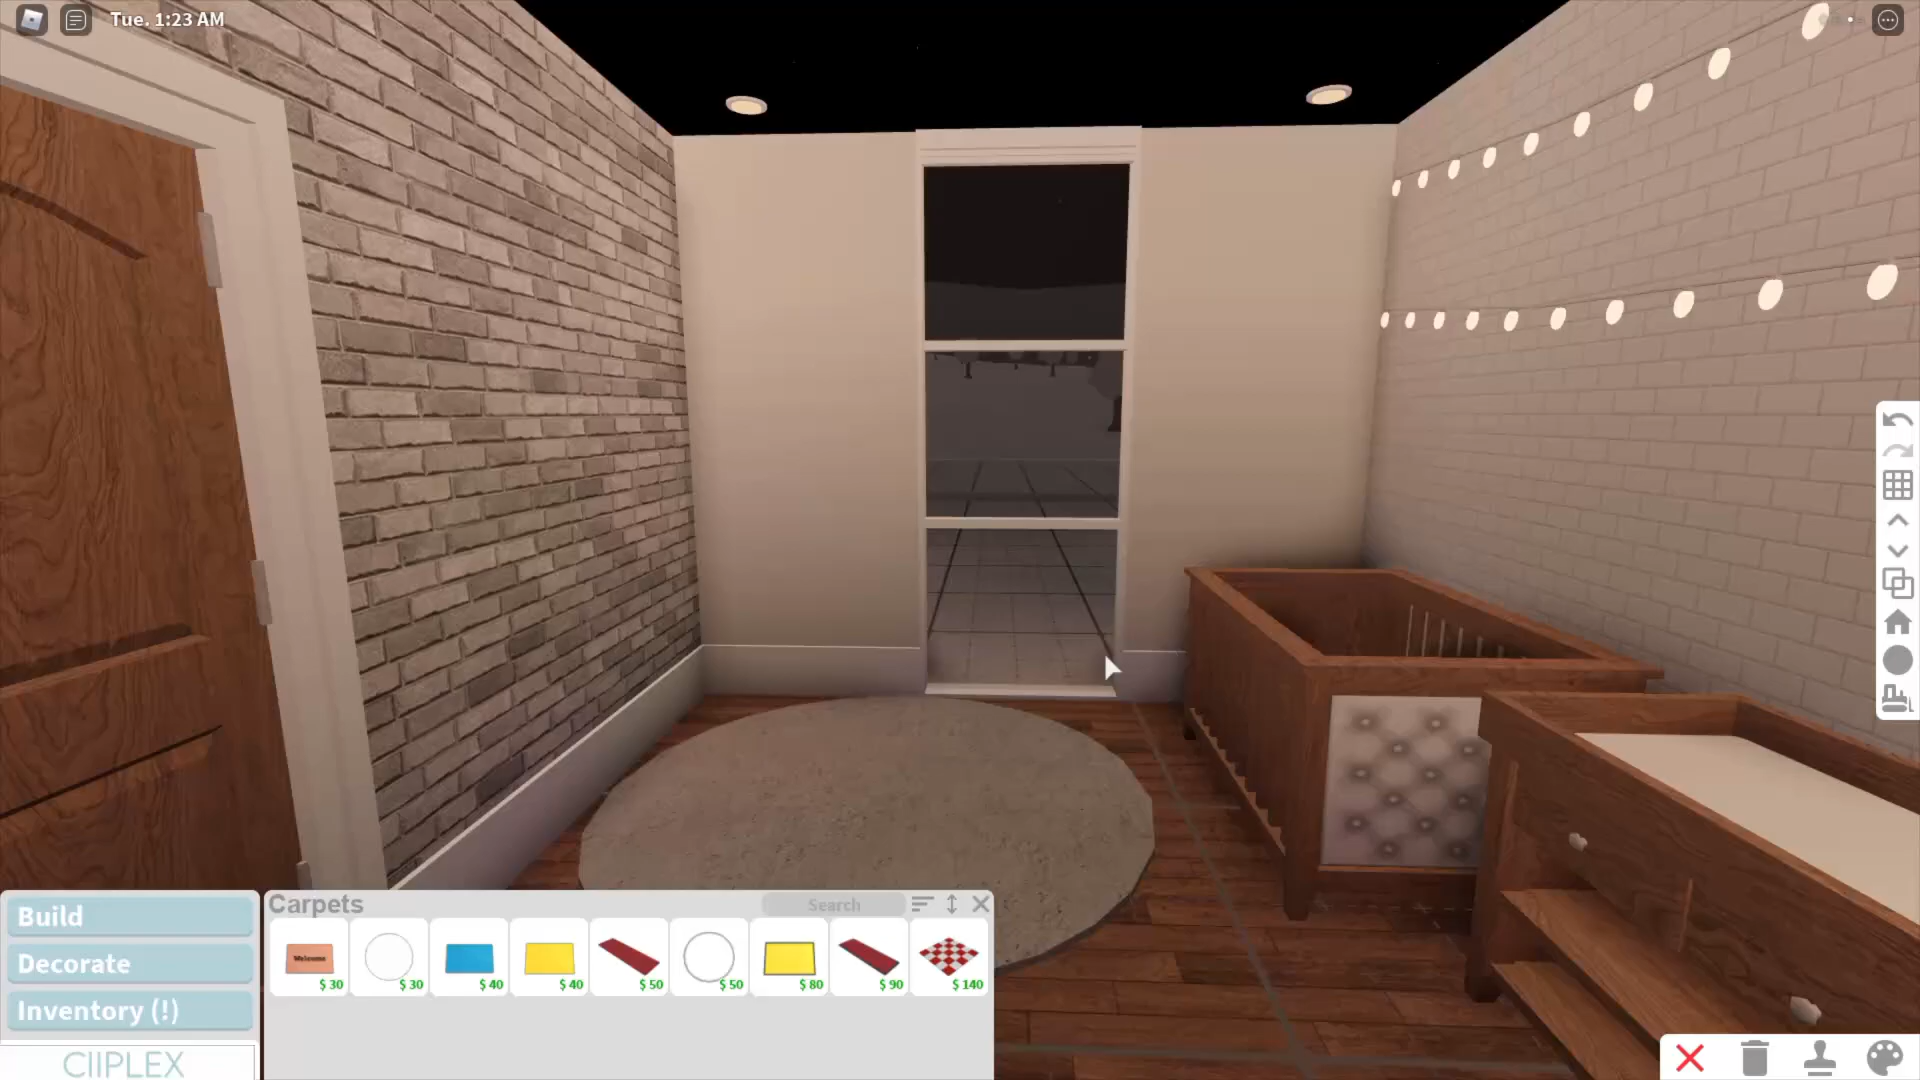 Tue. 1:23 AM
Build
Decorate
Inventory (!)
CIIPLEX
Carpets
Search
Welcome
$ 30
$ 30
$ 40
$ 40
$ 50
$ 50
$ 80
$ 90
$ 140